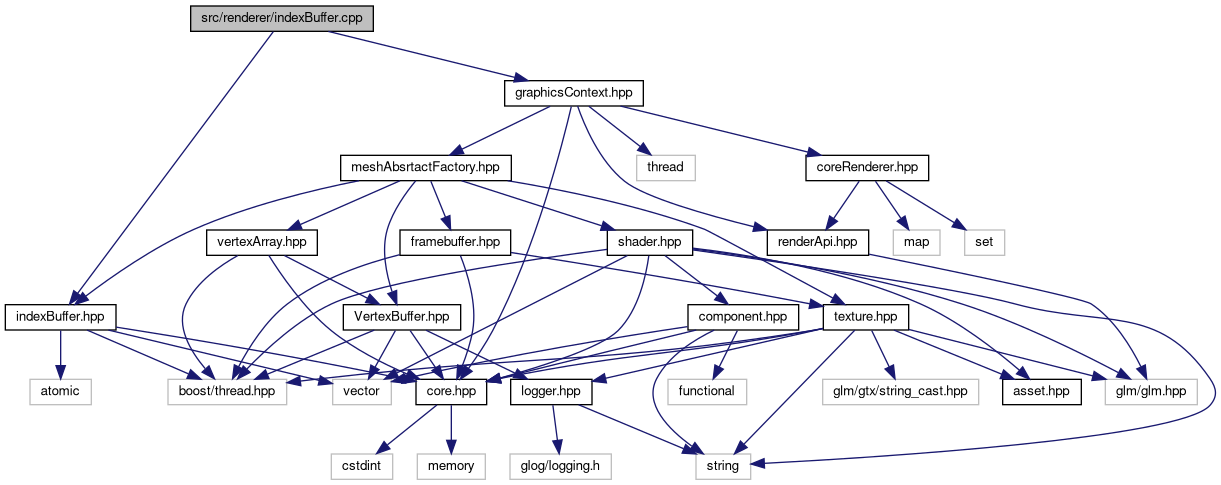 src/renderer/indexBuffer.cpp
graphicsContext.hpp
meshAbsrtactFactory.hpp
thread
coreRenderer.hpp
vertexArray.hpp
framebuffer.hpp
shader.hpp
renderApi.hpp
map
set
indexBuffer.hpp
VertexBuffer.hpp
component.hpp
texture.hpp
atomic
boost/thread.hpp
vector
core.hpp
logger.hpp
functional
glm/gtx/string_cast.hpp
asset.hpp
glm/glm.hpp
cstdint
memory
glog/logging.h
string